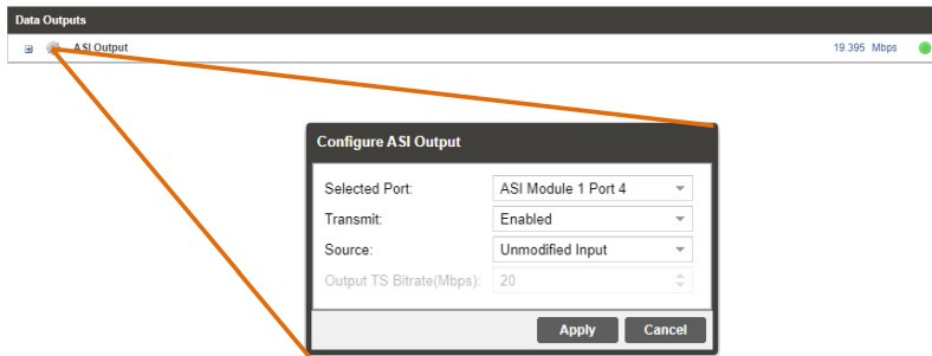 Data Outputs
ASI Output 19.395 Mbps
Configure ASI Output
Selected Port: ASI Module 1 Port 4
Transmit: Enabled
Source: Unmodified Input
Output TS Bitrate(Mbps): 20
Apply Cancel